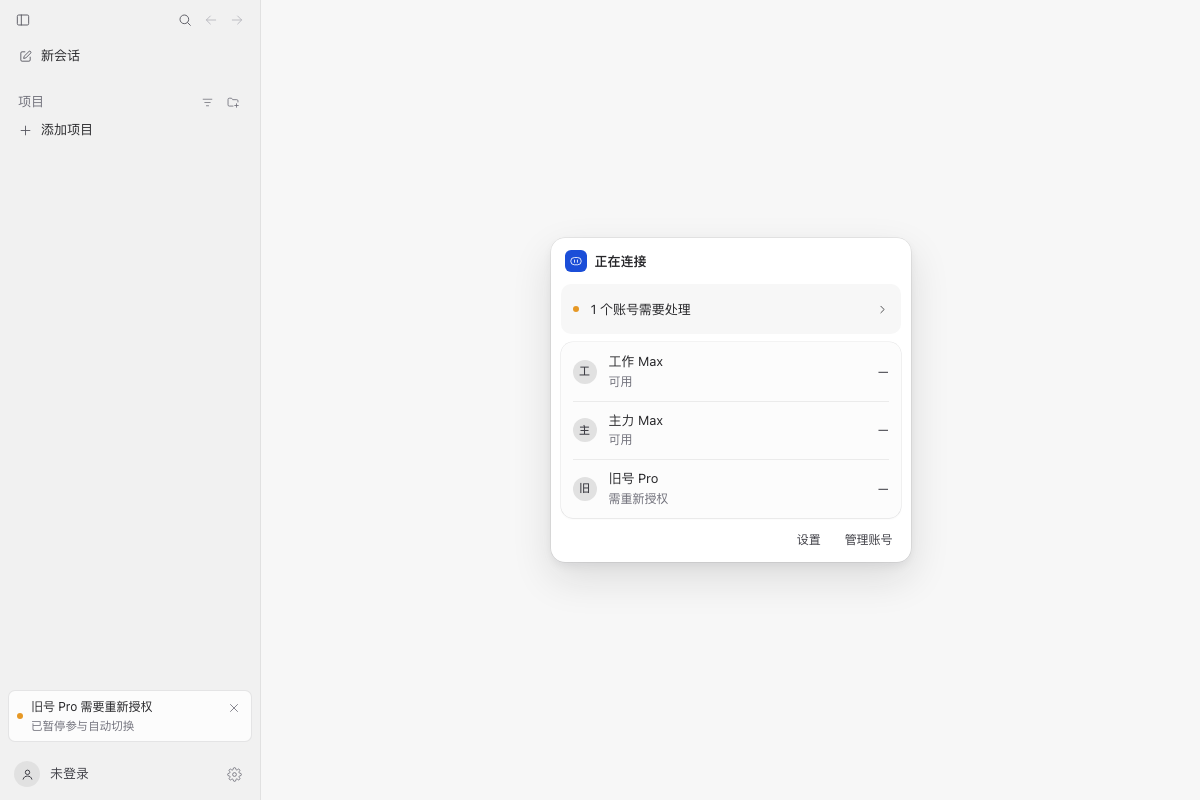 新会话
项目
添加项目
正在连接
1 个账号需要处理
工
工作 Max
可用
—
主
主力 Max
可用
—
旧
旧号 Pro
需重新授权
—
设置
管理账号
旧号 Pro 需要重新授权
已暂停参与自动切换
未登录